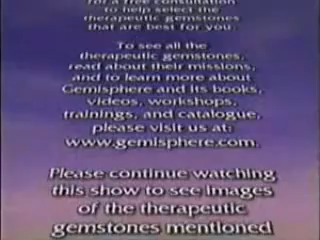 for a free consultation
to help select the
therapeutic gemstones
that are best for you.
To see all the
therapeutic gemstones,
read about their missions,
and to learn more about
Gemisphere and its books,
videos, workshops,
trainings, and catalogue,
please visit us at:
www.gemisphere.com.
Please continue watching
this show to see images
of the therapeutic
gemstones mentioned